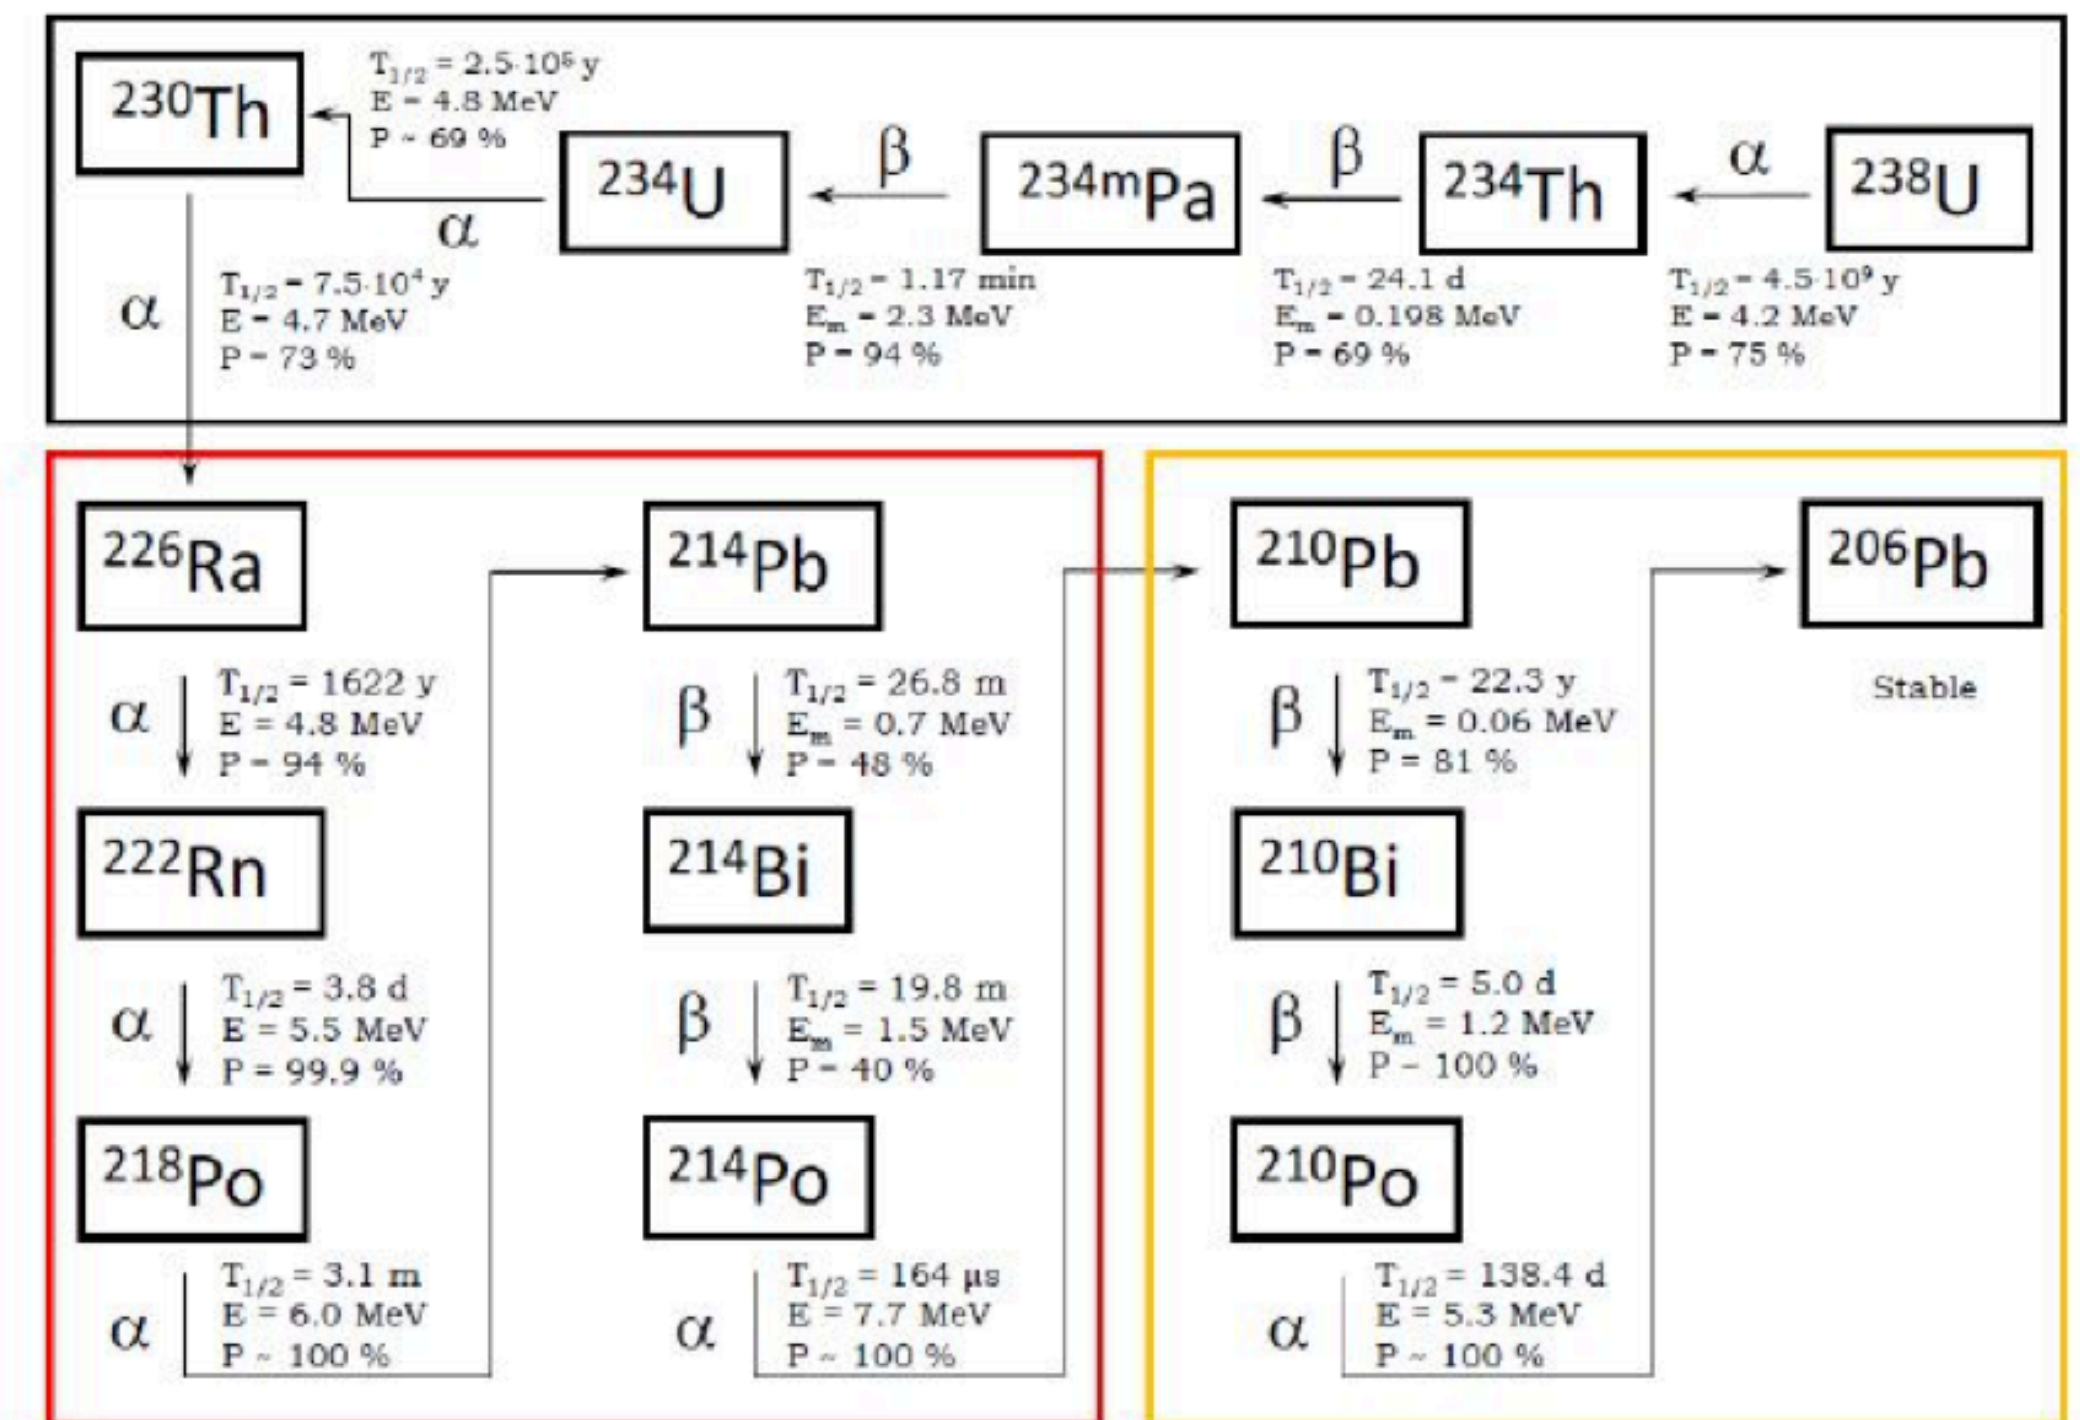 ²³⁰Th
T₁/₂ = 2.5·10⁵ y
E = 4.8 MeV
P ~ 69 %
α
²³⁴U
β
²³⁴ᵐPa
β
²³⁴Th
α
²³⁸U
α
T₁/₂ = 7.5·10⁴ y
E = 4.7 MeV
P = 73 %
T₁/₂ = 1.17 min
Eₘ = 2.3 MeV
P = 94 %
T₁/₂ = 24.1 d
Eₘ = 0.198 MeV
P = 69 %
T₁/₂ = 4.5·10⁹ y
E = 4.2 MeV
P = 75 %
²²⁶Ra
α
T₁/₂ = 1622 y
E = 4.8 MeV
P = 94 %
²²²Rn
α
T₁/₂ = 3.8 d
E = 5.5 MeV
P = 99.9 %
²¹⁸Po
α
T₁/₂ = 3.1 m
E = 6.0 MeV
P ~ 100 %
²¹⁴Pb
β
T₁/₂ = 26.8 m
Eₘ = 0.7 MeV
P = 48 %
²¹⁴Bi
β
T₁/₂ = 19.8 m
Eₘ = 1.5 MeV
P = 40 %
²¹⁴Po
α
T₁/₂ = 164 µs
E = 7.7 MeV
P ~ 100 %
²¹⁰Pb
β
T₁/₂ = 22.3 y
Eₘ = 0.06 MeV
P = 81 %
²¹⁰Bi
β
T₁/₂ = 5.0 d
Eₘ = 1.2 MeV
P ~ 100 %
²¹⁰Po
α
T₁/₂ = 138.4 d
E = 5.3 MeV
P ~ 100 %
²⁰⁶Pb
Stable